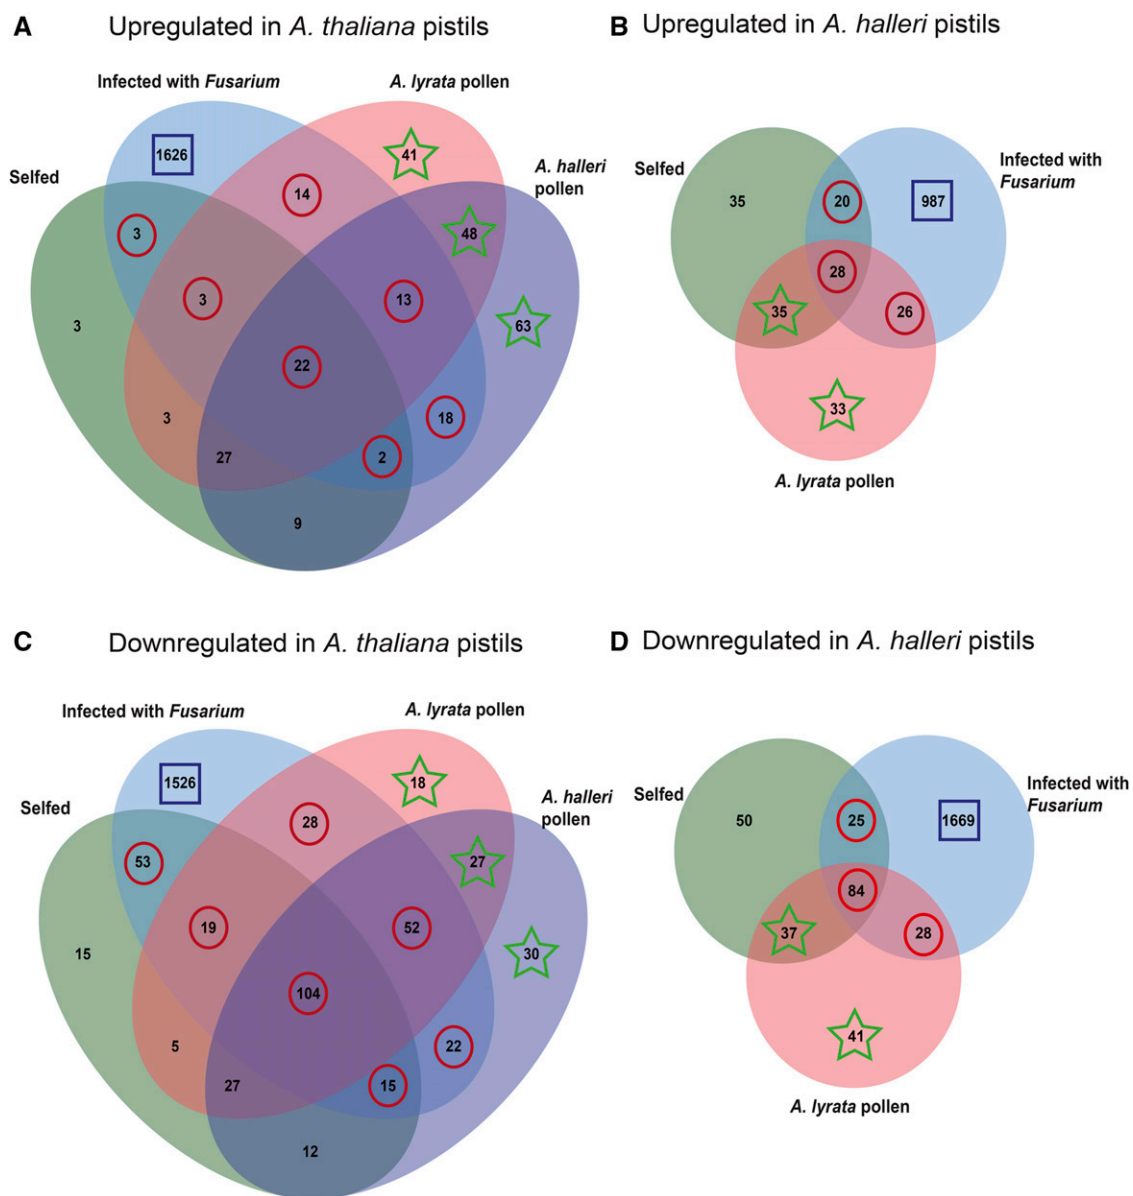 A Upregulated in A. thaliana pistils
B Upregulated in A. halleri pistils
Infected with Fusarium
A. lyrata pollen
1626
41
14
A. halleri
pollen
Selfed
3
48
3
13
63
3
22
3
18
27
2
9
Selfed
Infected with
Fusarium
35
20
987
28
35
26
33
A. lyrata pollen
C Downregulated in A. thaliana pistils
D Downregulated in A. halleri pistils
Infected with Fusarium
A. lyrata pollen
1526
18
28
A. halleri
pollen
Selfed
53
27
19
52
15
30
104
5
22
27
15
12
Selfed
Infected with
Fusarium
50
25
1669
84
37
28
41
A. lyrata pollen